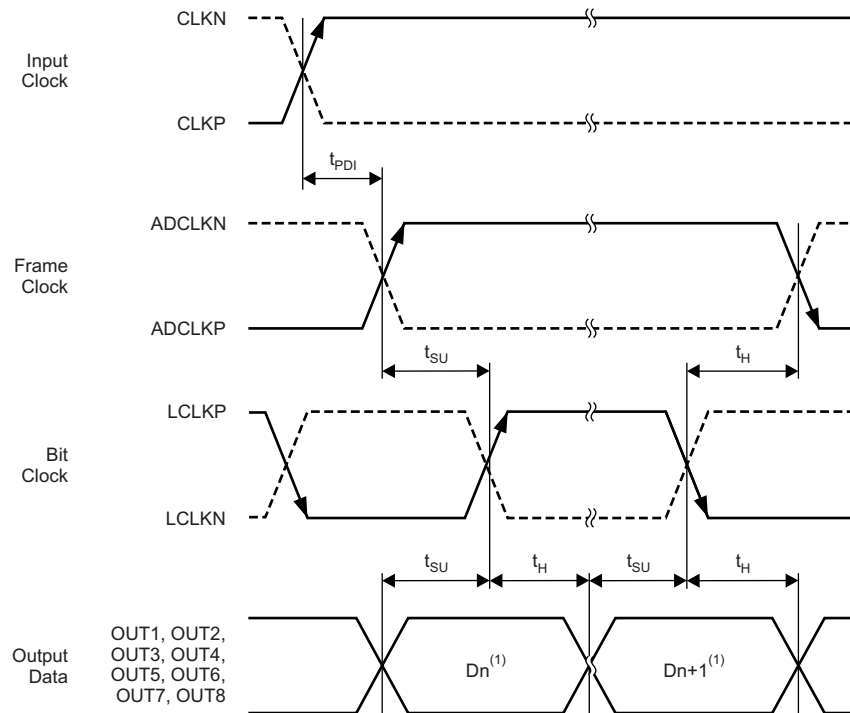 CLKN
Input
Clock
CLKP
tPDI
ADCLKN
Frame
Clock
ADCLKP
tSU
tH
LCLKP
Bit
Clock
LCLKN
tSU
tH
tSU
tH
Output
Data
OUT1, OUT2,
OUT3, OUT4,
OUT5, OUT6,
OUT7, OUT8
Dn(1)
Dn+1(1)